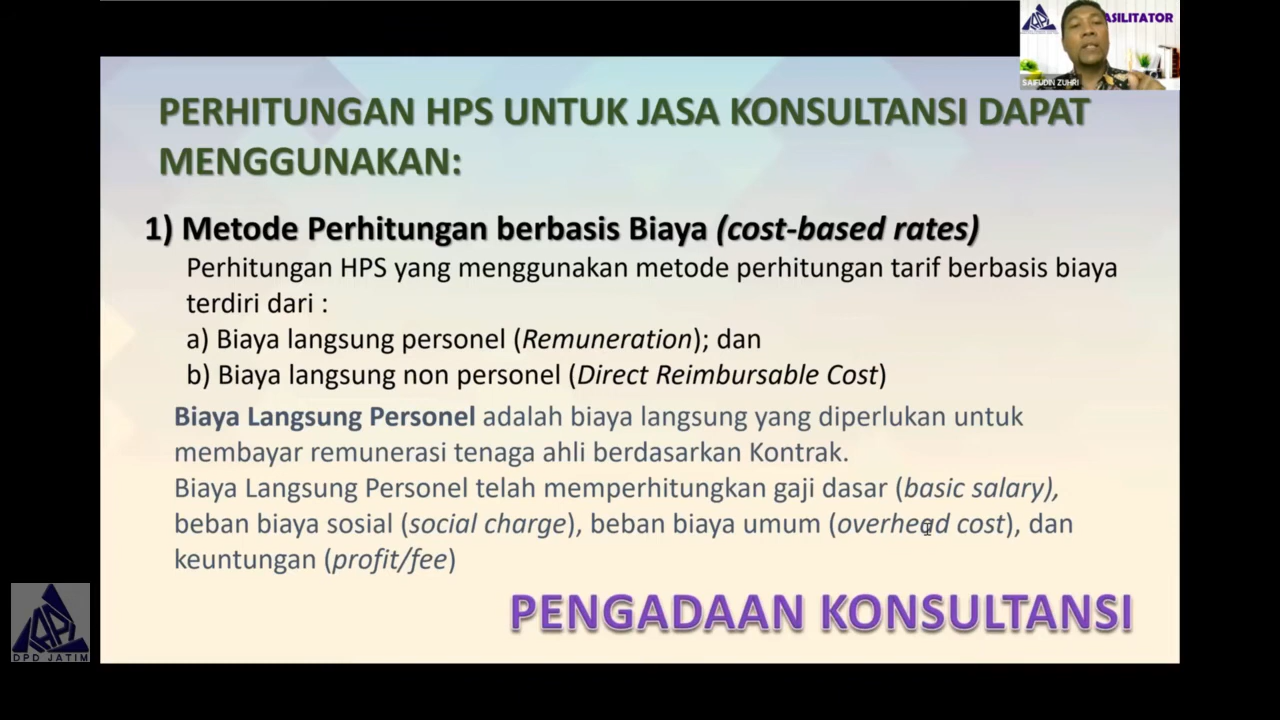 ASILITATOR
SAIFUDIN ZUHRI
PERHITUNGAN HPS UNTUK JASA KONSULTANSI DAPAT
MENGGUNAKAN:
1) Metode Perhitungan berbasis Biaya (cost-based rates)
Perhitungan HPS yang menggunakan metode perhitungan tarif berbasis biaya
terdiri dari :
a) Biaya langsung personel (Remuneration); dan
b) Biaya langsung non personel (Direct Reimbursable Cost)
Biaya Langsung Personel adalah biaya langsung yang diperlukan untuk
membayar remunerasi tenaga ahli berdasarkan Kontrak.
Biaya Langsung Personel telah memperhitungkan gaji dasar (basic salary),
beban biaya sosial (social charge), beban biaya umum (overhead cost), dan
keuntungan (profit/fee)
PENGADAAN KONSULTANSI
DPD JATIM